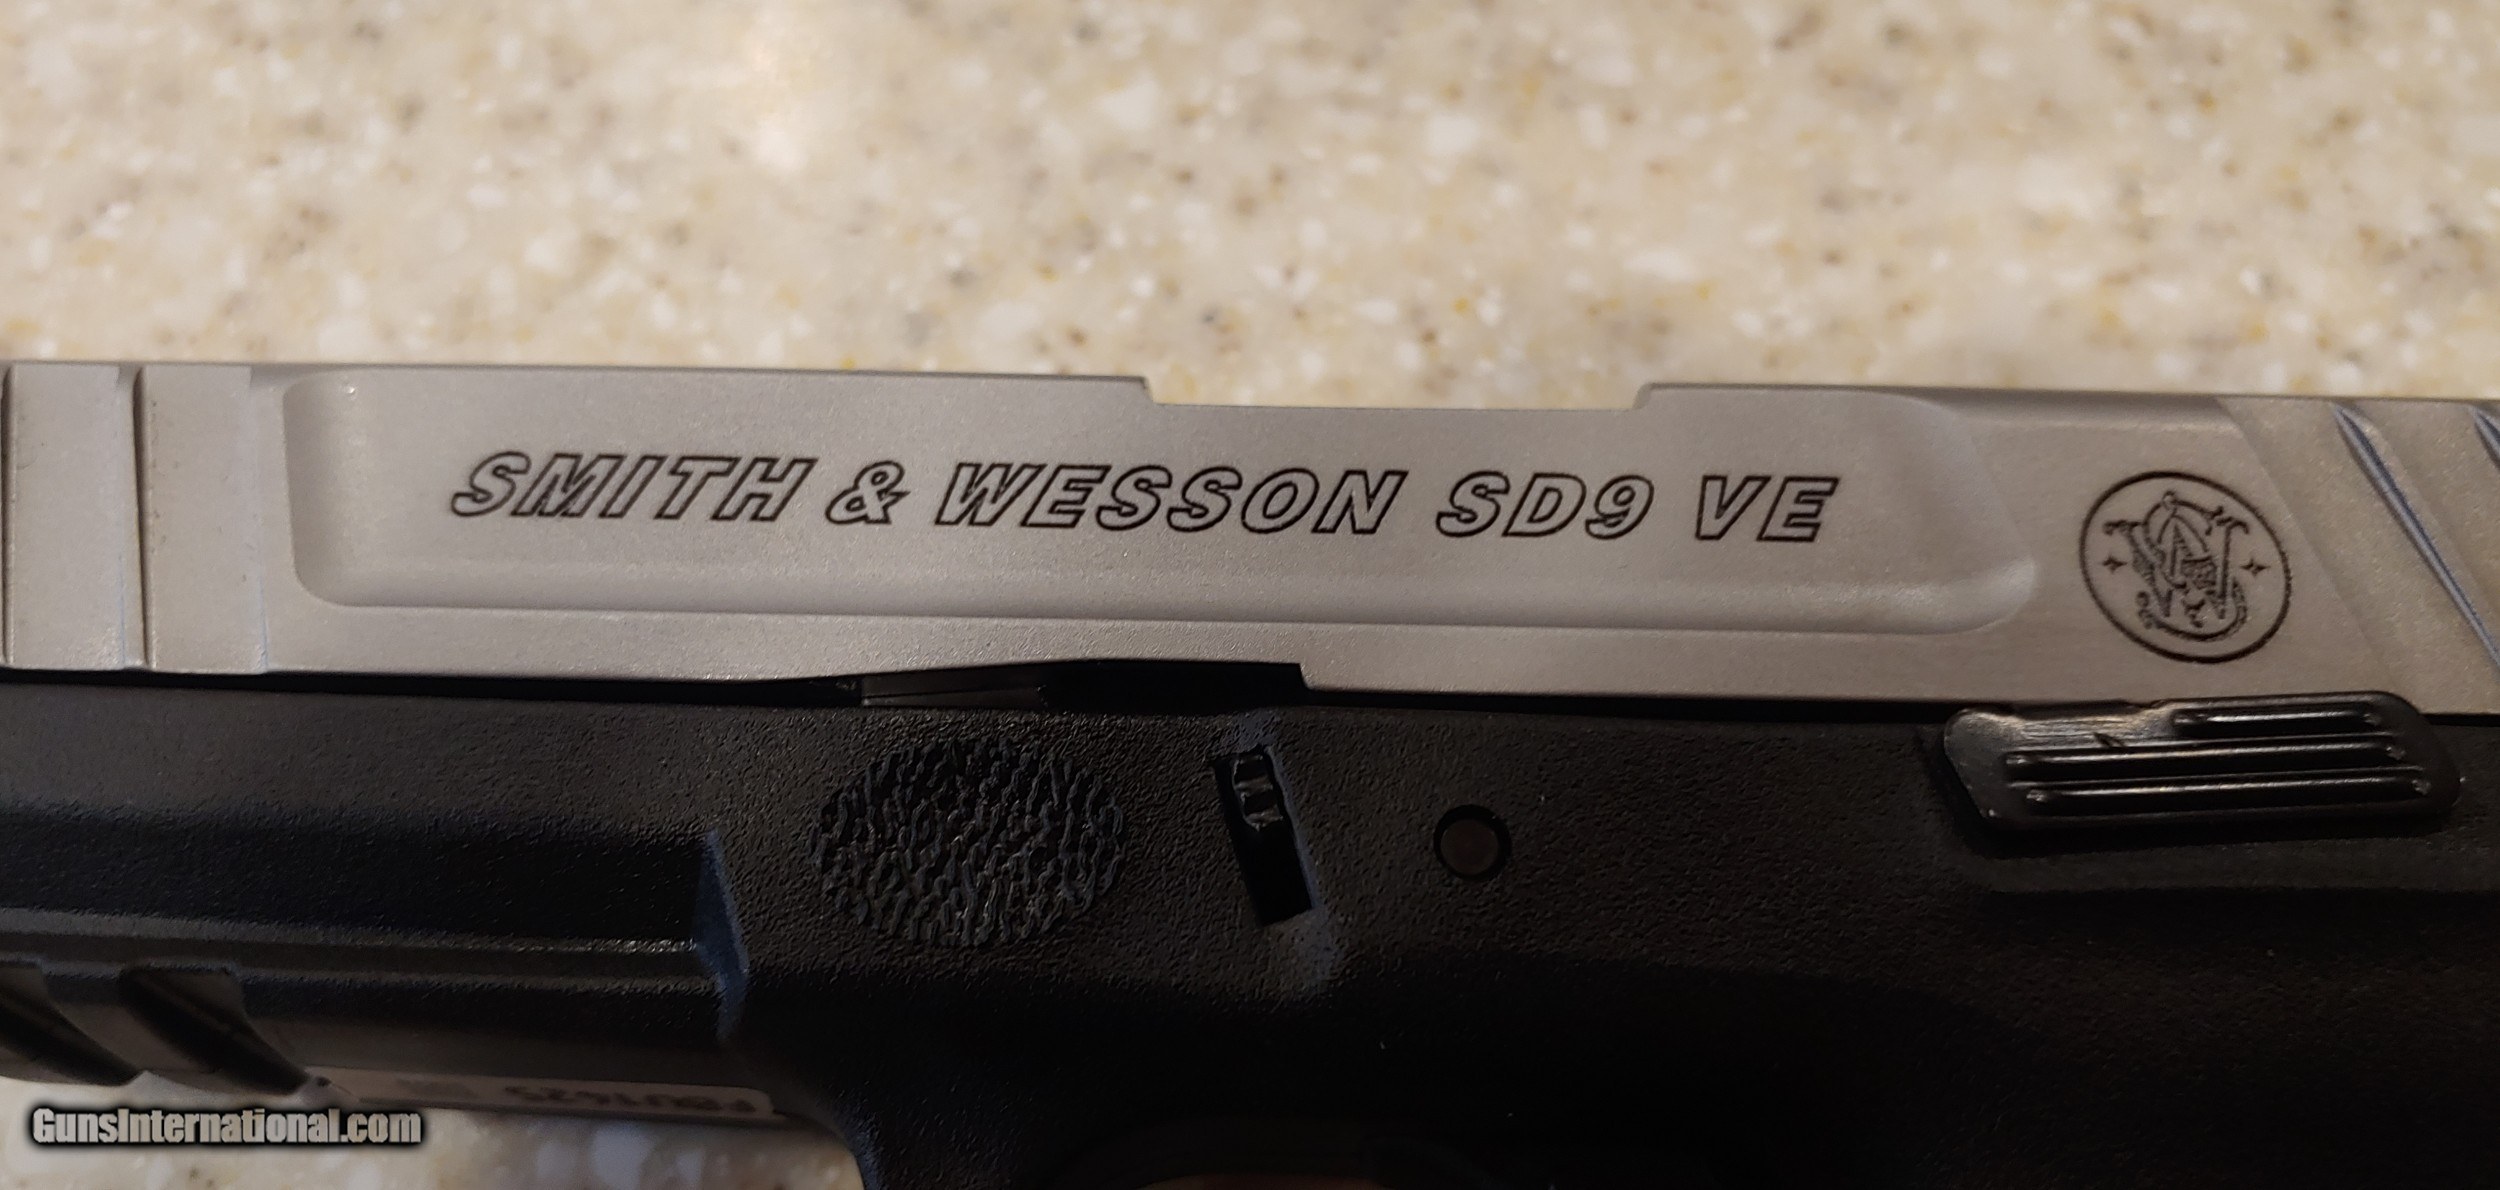 SMITH & WESSON SD9 VE
GunsInternational.com